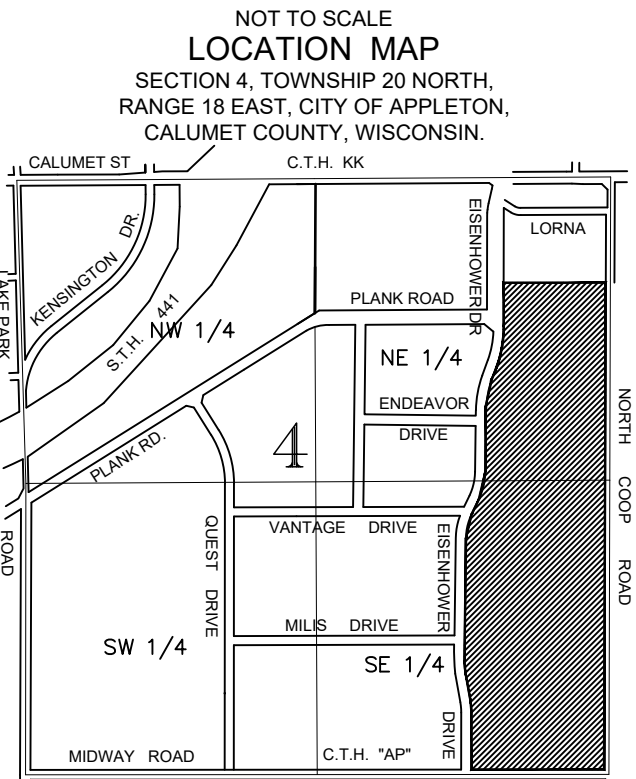 NOT TO SCALE
LOCATION MAP
SECTION 4, TOWNSHIP 20 NORTH,
RANGE 18 EAST, CITY OF APPLETON,
CALUMET COUNTY, WISCONSIN.
CALUMET ST
C.T.H. KK
KENSINGTON DR.
EISENHOWER DR
LORNA
LAKE PARK
ROAD
S.T.H. 441
PLANK ROAD
NW 1/4
NE 1/4
ENDEAVOR
DRIVE
NORTH COOP ROAD
4
PLANK RD.
QUEST DRIVE
VANTAGE DRIVE
EISENHOWER
DRIVE
MILIS DRIVE
SW 1/4
SE 1/4
MIDWAY ROAD
C.T.H. "AP"